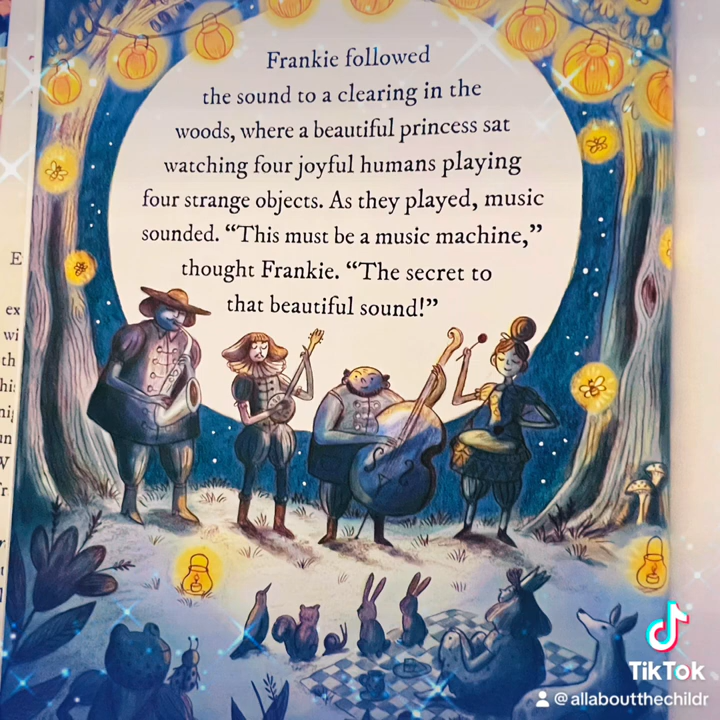 Frankie followed
the sound to a clearing in the
woods, where a beautiful princess sat
watching four joyful humans playing
four strange objects. As they played, music
sounded. “This must be a music machine,”
thought Frankie. “The secret to
that beautiful sound!”
TikTok
@allaboutthechildr